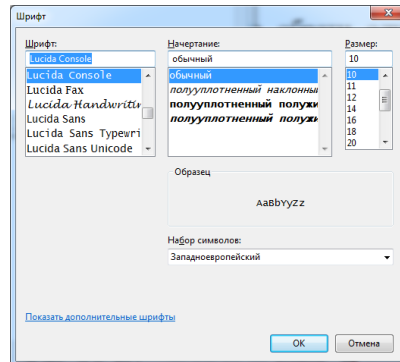 Шрифт
Шрифт:
Lucida Console
Lucida Console
Lucida Fax
Lucida Handwritin
Lucida Sans
Lucida Sans Typewri
Lucida Sans Unicode
Начертание:
обычный
обычный
полууплотненный наклонны
полууплотненный полужи
полууплотненный полужи
Размер:
10
10
11
12
14
16
18
20
Образец
AaBbYyZz
Набор символов:
Западноевропейский
Показать дополнительные шрифты
ОК
Отмена